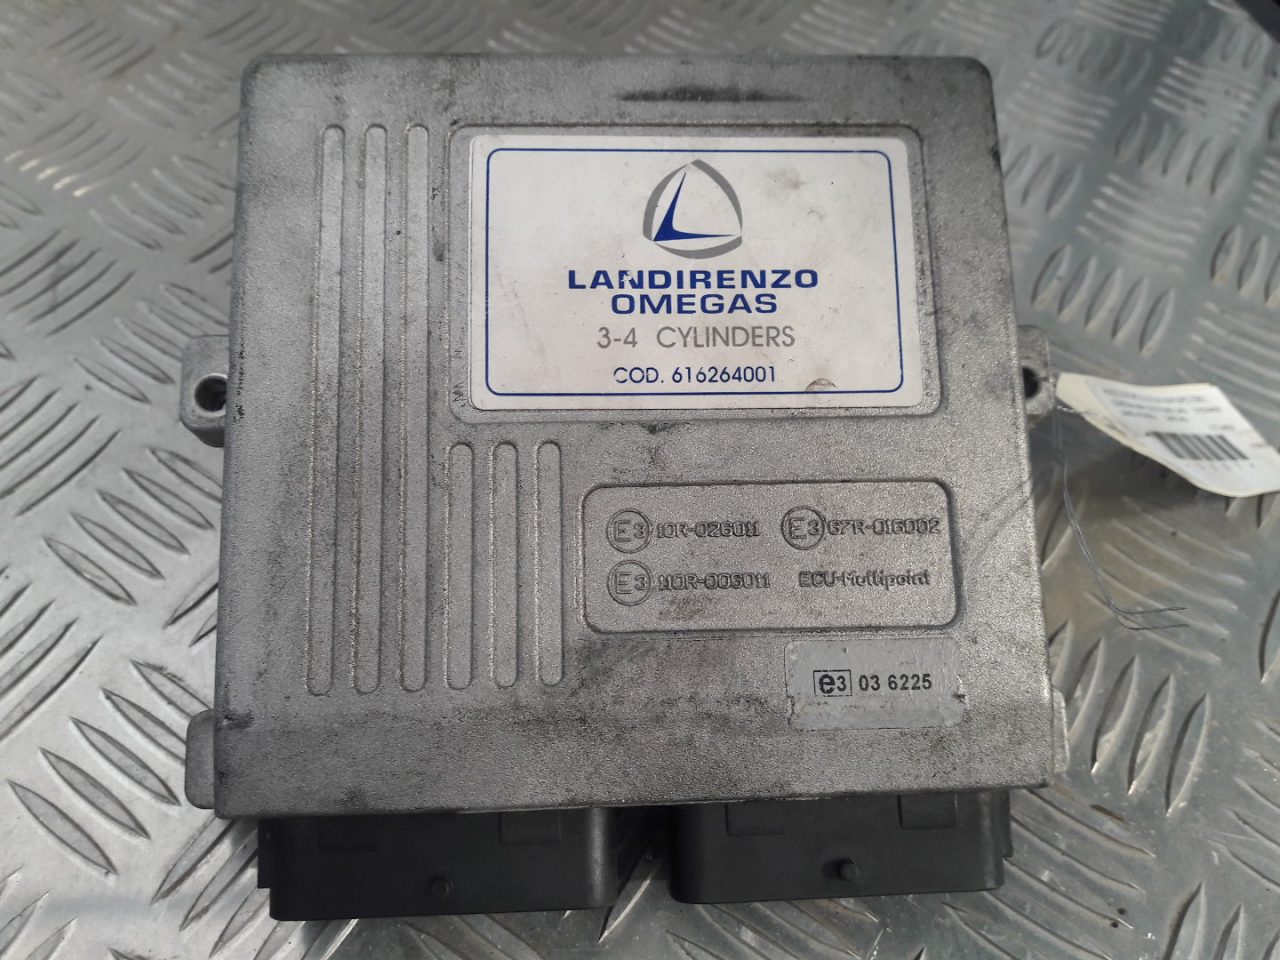 LANDIRENZO
OMEGAS
3-4 CYLINDERS
COD. 616264001
E3 10R-026011 E3 67R-016002
E3 110R-006011 ECU-Multipoint
e3 03 6225